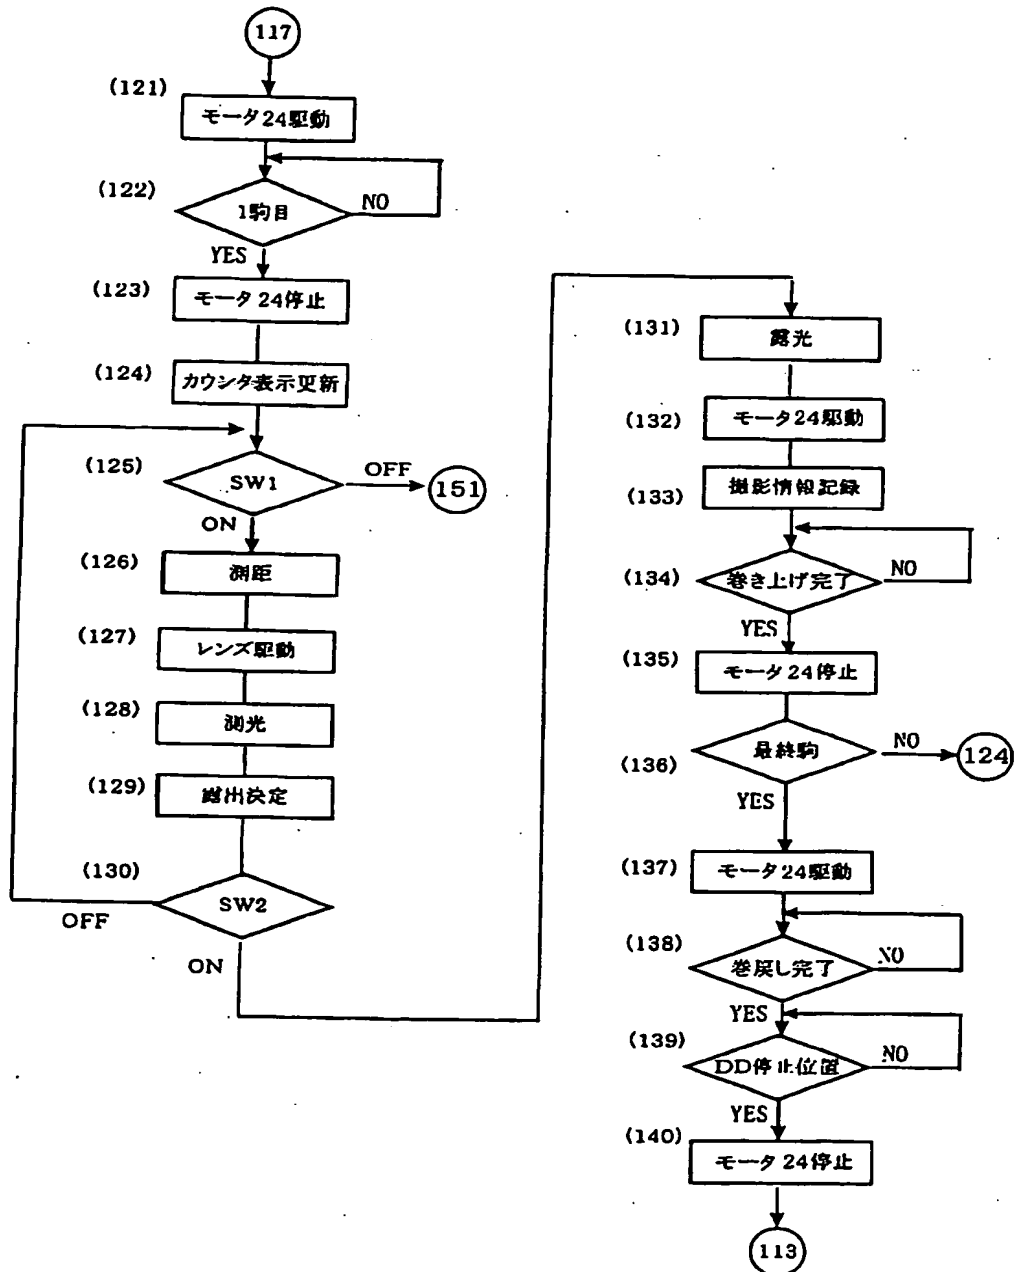 117
(121)
モータ24駆動
(122)
1駒目
NO
YES
(123)
モータ24停止
(124)
カウンタ表示更新
(125)
SW1
OFF
151
ON
(126)
測距
(127)
レンズ駆動
(128)
測光
(129)
露出決定
(130)
SW2
OFF
ON
(131)
露光
(132)
モータ24駆動
(133)
撮影情報記録
(134)
巻き上げ完了
NO
YES
(135)
モータ24停止
(136)
最終駒
NO
124
YES
(137)
モータ24駆動
(138)
巻戻し完了
NO
YES
(139)
DD停止位置
NO
YES
(140)
モータ24停止
113